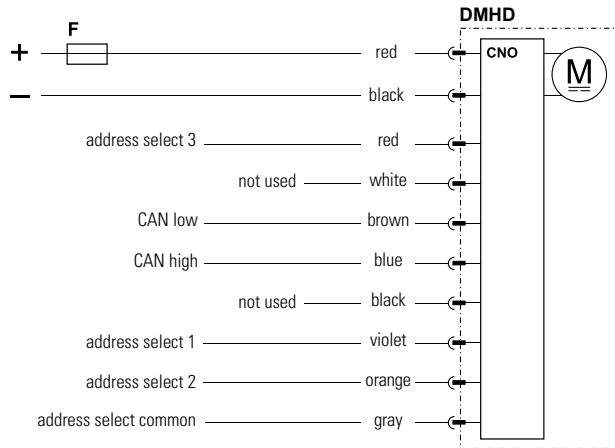 DMHD
F
+ red CNO M
– black
address select 3 red
not used white
CAN low brown
CAN high blue
not used black
address select 1 violet
address select 2 orange
address select common gray